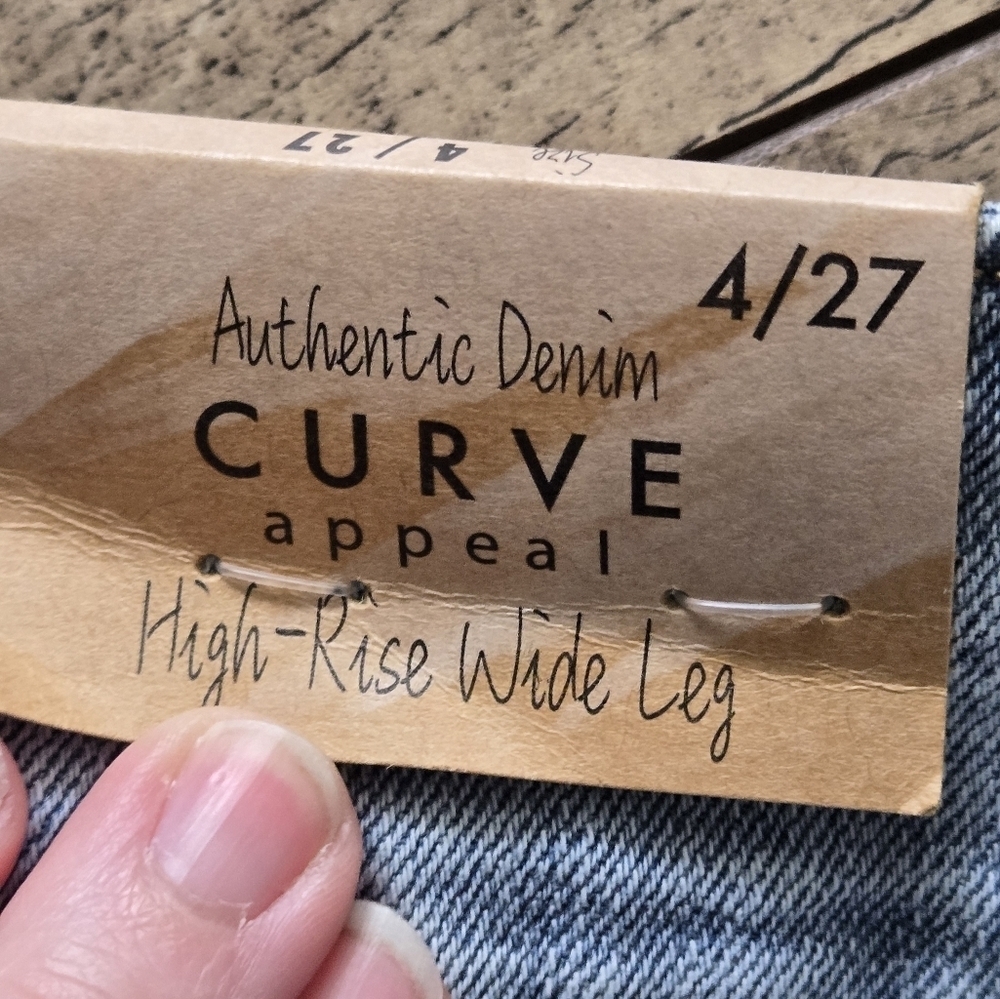 Size 4/27
4/27
Authentic Denim
CURVE
appeal
High-Rise Wide Leg